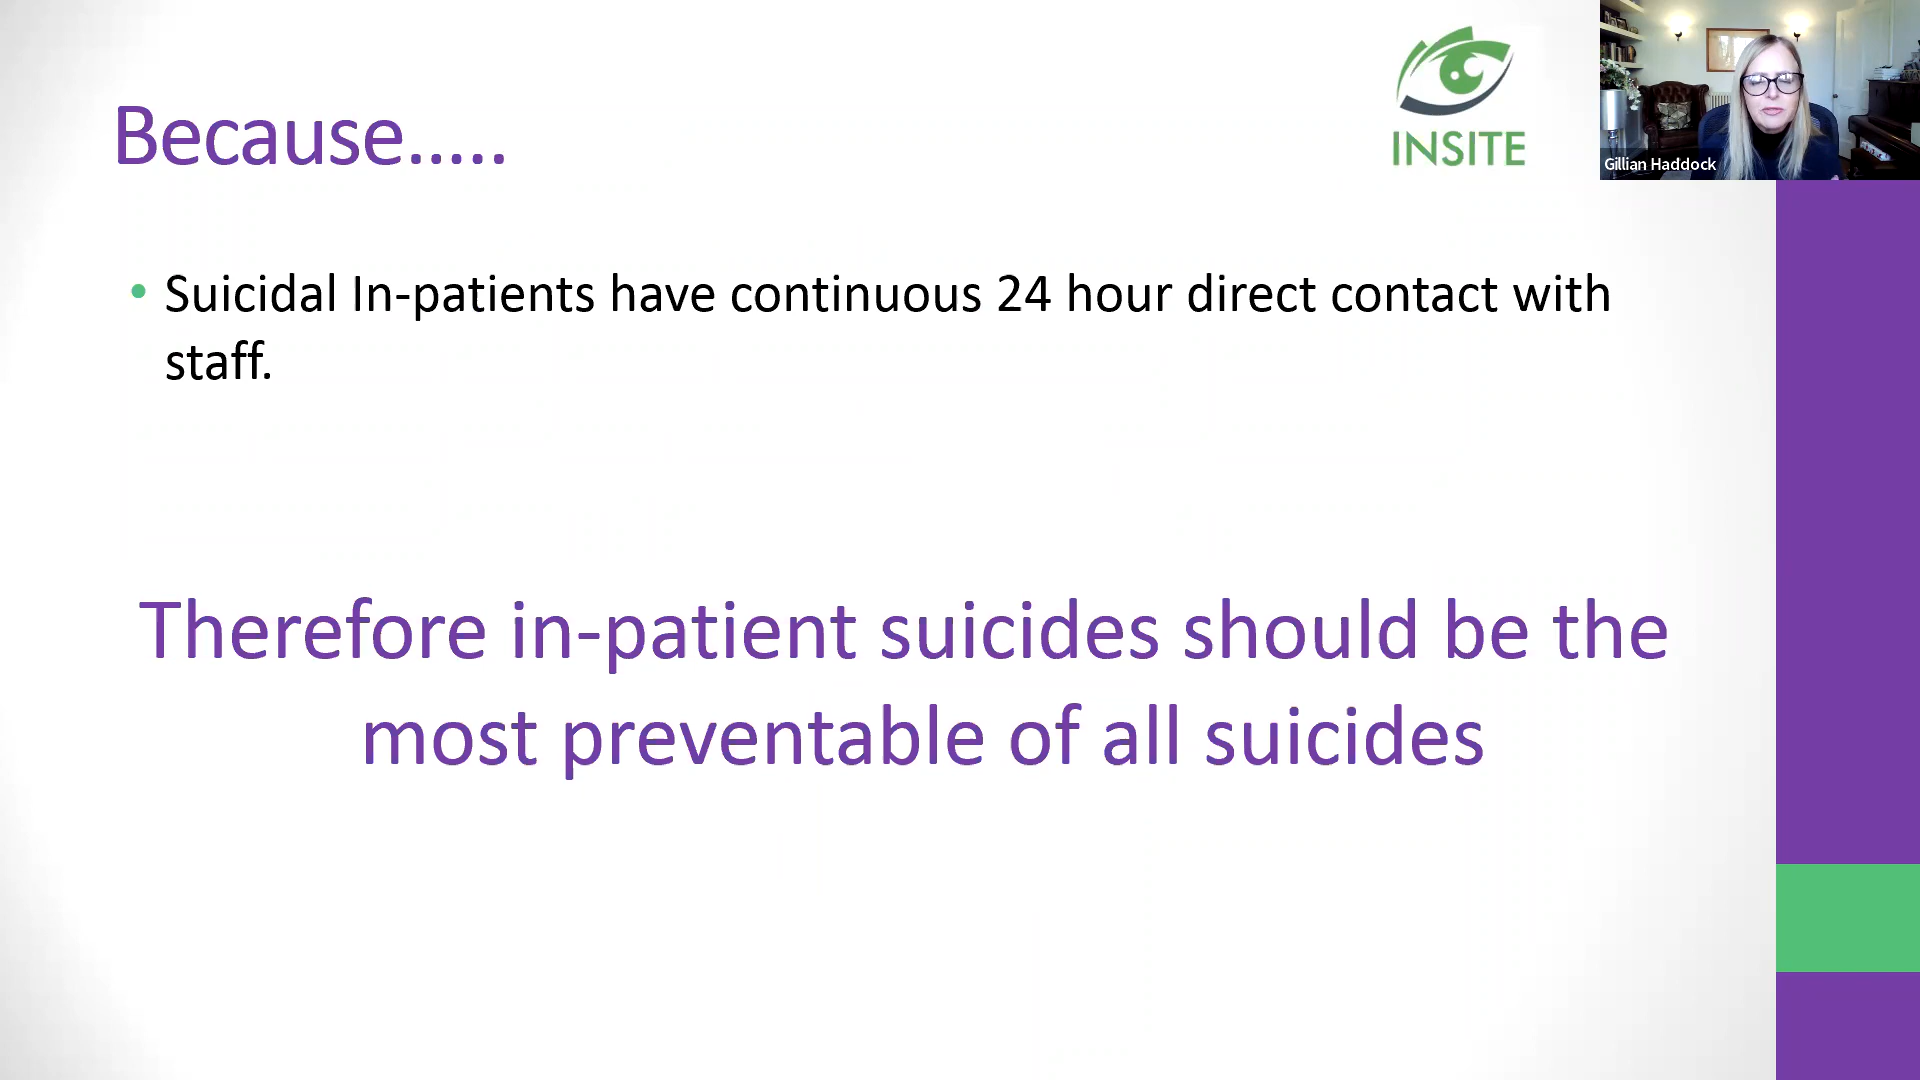 Because.....
INSITE
Gillian Haddock
• Suicidal In-patients have continuous 24 hour direct contact with
staff.
Therefore in-patient suicides should be the
most preventable of all suicides